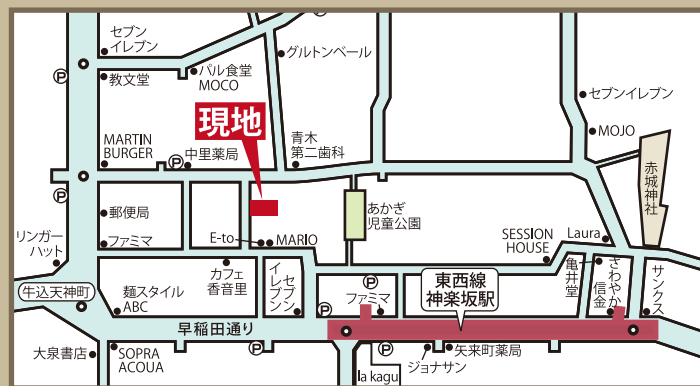 セブン
イレブン
P
P
教文堂
パル食堂
MOCO
グルトンベール
セブンイレブン
MOJO
現地
MARTIN
BURGER
P
中里薬局
青木
第二歯科
赤城神社
郵便局
ファミマ
あかぎ
児童公園
リンガー
ハット
E-to
MARIO
SESSION
HOUSE
Laura
カフェ
香音里
セブン
イレブン
P
ファミマ
東西線
神楽坂駅
亀井堂
さわやか
信金
サンクス
牛込天神町
麺スタイル
ABC
早稲田通り
大泉書店
SOPRA
ACOUA
P
la kagu
P
ジョナサン
矢来町薬局